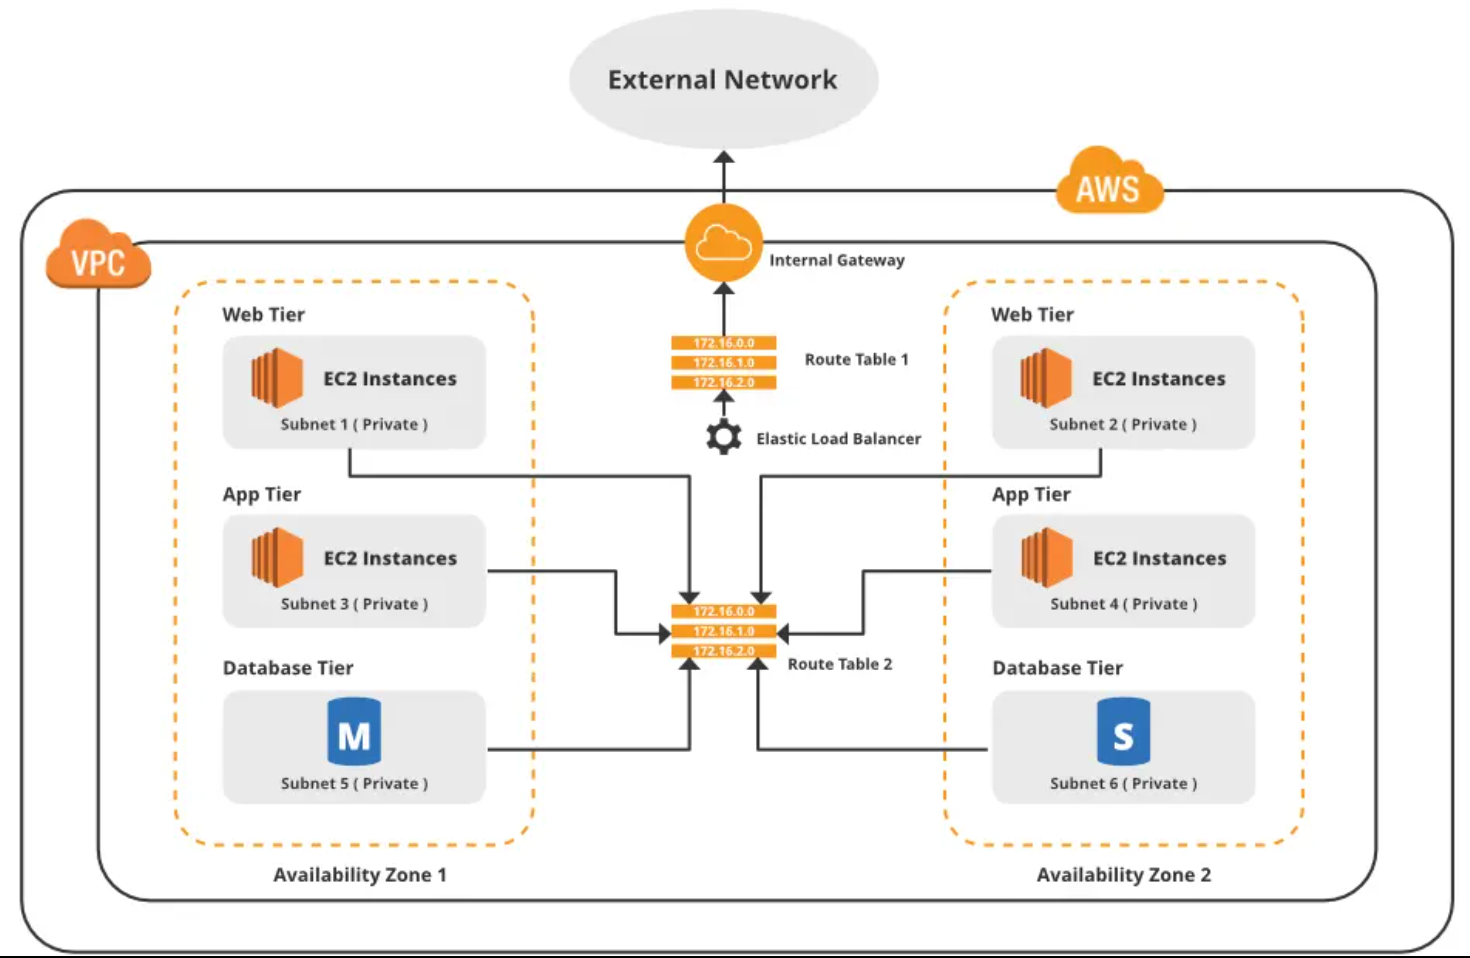 External Network
AWS
VPC
Internal Gateway
Web Tier
EC2 Instances
Subnet 1 ( Private )
172.16.0.0
172.16.1.0
172.16.2.0
Route Table 1
Elastic Load Balancer
Web Tier
EC2 Instances
Subnet 2 ( Private )
App Tier
EC2 Instances
Subnet 3 ( Private )
App Tier
EC2 Instances
Subnet 4 ( Private )
172.16.0.0
172.16.1.0
172.16.2.0
Route Table 2
Database Tier
M
Subnet 5 ( Private )
Database Tier
S
Subnet 6 ( Private )
Availability Zone 1
Availability Zone 2